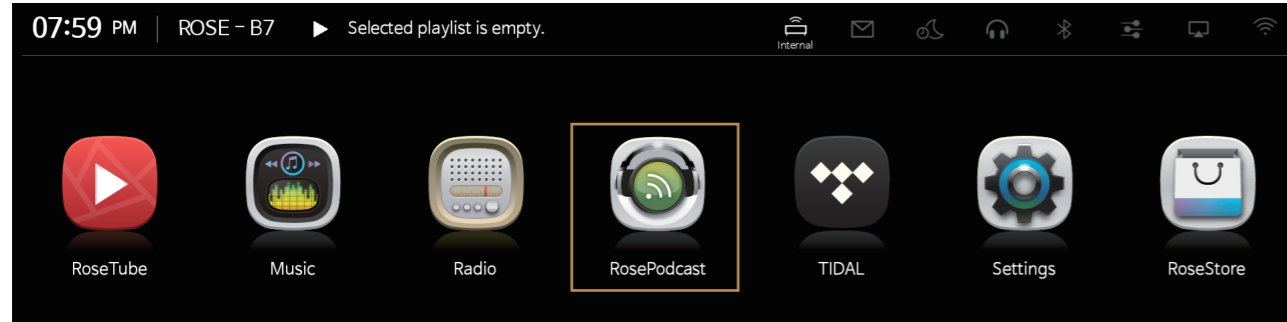 07:59 PM ROSE – B7 Selected playlist is empty.
Internal
RoseTube Music Radio RosePodcast TIDAL Settings RoseStore